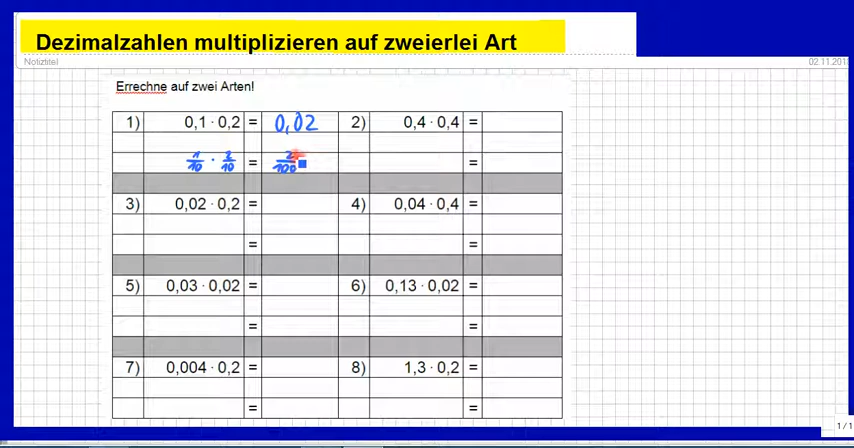 Dezimalzahlen multiplizieren auf zweierlei Art
Notiztitel
02.11.201
Errechne auf zwei Arten!
1) 0,1 · 0,2 = 0,02 2) 0,4 · 0,4 =
1/10 · 2/10 = 2/100 =
3) 0,02 · 0,2 = 4) 0,04 · 0,4 =
= =
5) 0,03 · 0,02 = 6) 0,13 · 0,02 =
= =
7) 0,004 · 0,2 = 8) 1,3 · 0,2 =
= =
1/1